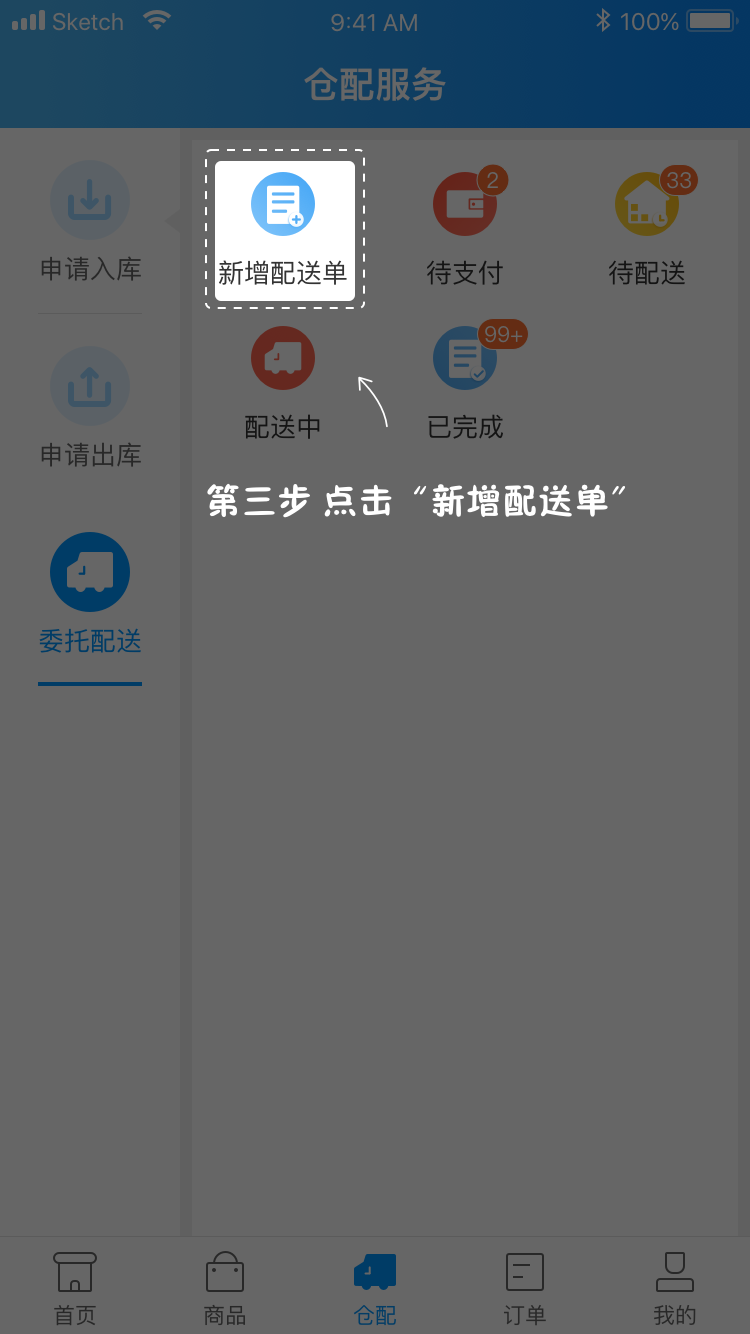 Sketch 9:41 AM 100%
仓配服务
申请入库
申请出库
委托配送
新增配送单
2
待支付
33
待配送
配送中
99+
已完成
第三步 点击“新增配送单”
首页 商品 仓配 订单 我的